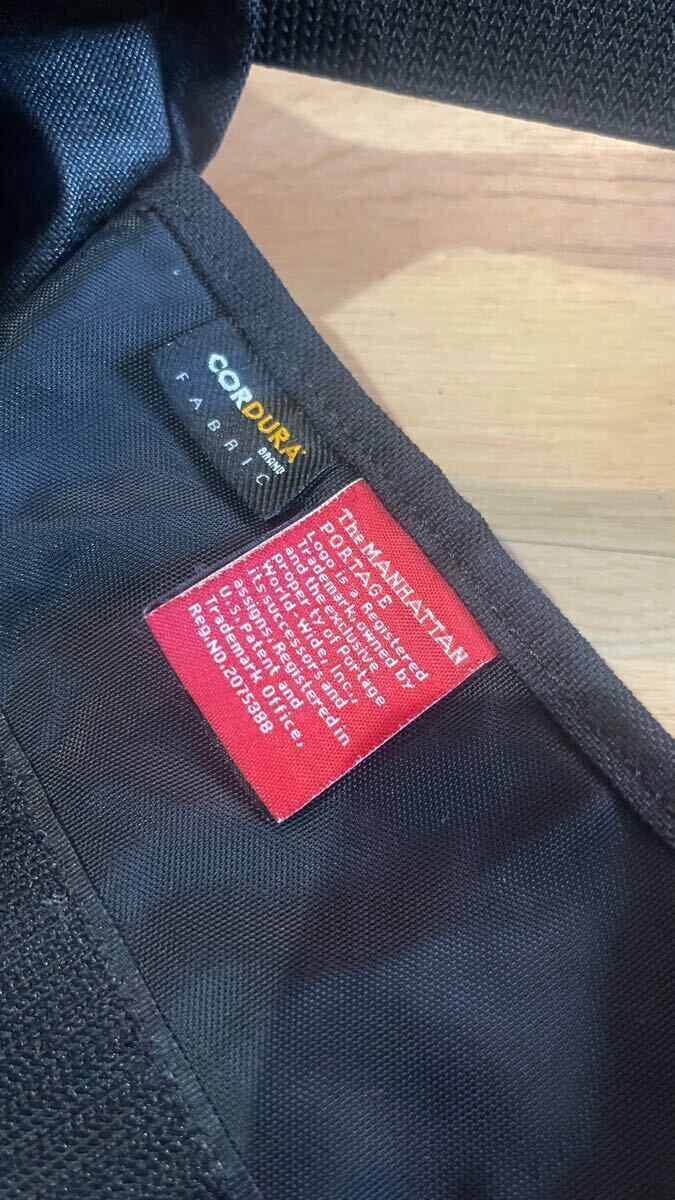 CORDURA
BRAND
FABRIC
The MANHATTAN
PORTAGE
Logo is a Registered
Trademark, owned by
and the exclusive
property of Portage
World Wide, Inc.,
its successors and
assigns, Registered in
U.S. Patent and
Trademark Office,
Reg.NO.2075388